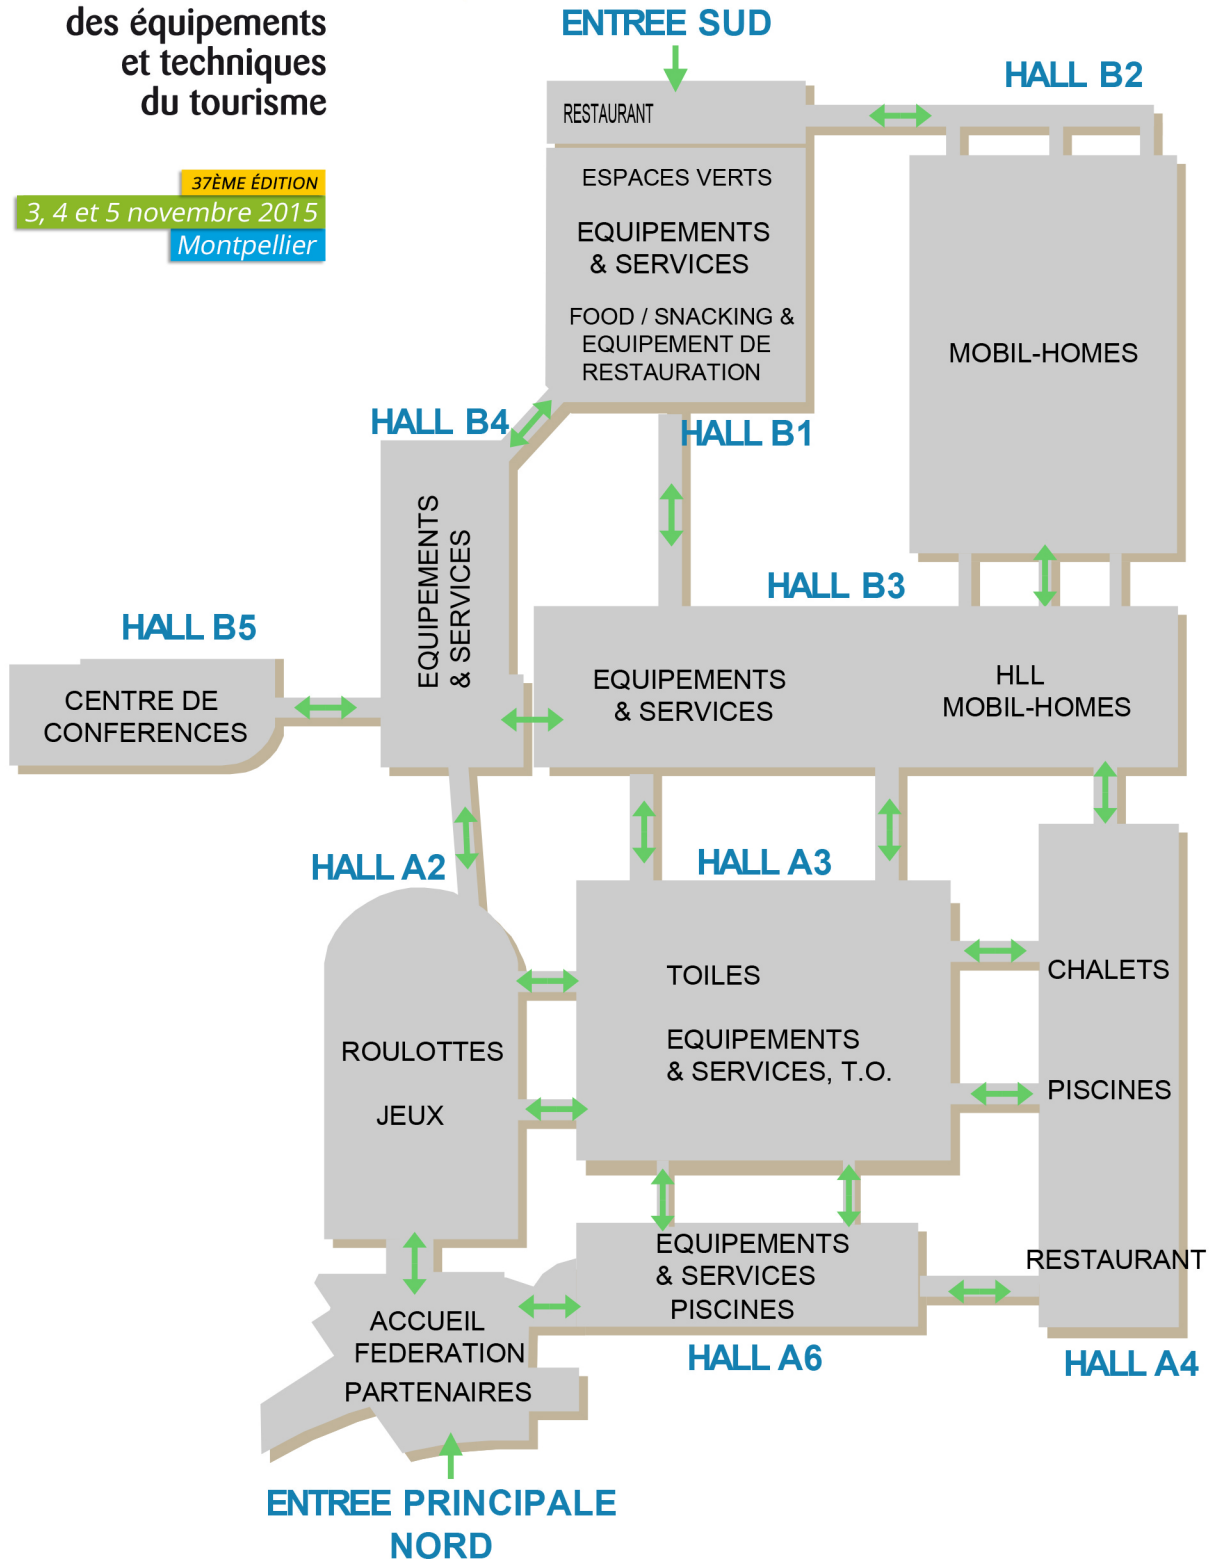 des équipements
et techniques
du tourisme
37ÈME ÉDITION
3, 4 et 5 novembre 2015
Montpellier
ENTREE SUD
HALL B2
RESTAURANT
ESPACES VERTS
EQUIPEMENTS
& SERVICES
FOOD / SNACKING &
EQUIPEMENT DE
RESTAURATION
MOBIL-HOMES
HALL B4
HALL B1
EQUIPEMENTS
& SERVICES
HALL B3
HALL B5
CENTRE DE
CONFERENCES
EQUIPEMENTS
& SERVICES
HLL
MOBIL-HOMES
HALL A2
HALL A3
TOILES
EQUIPEMENTS
& SERVICES, T.O.
CHALETS
PISCINES
RESTAURANT
ROULOTTES
JEUX
EQUIPEMENTS
& SERVICES
PISCINES
ACCUEIL
FEDERATION
PARTENAIRES
HALL A6
HALL A4
ENTREE PRINCIPALE
NORD